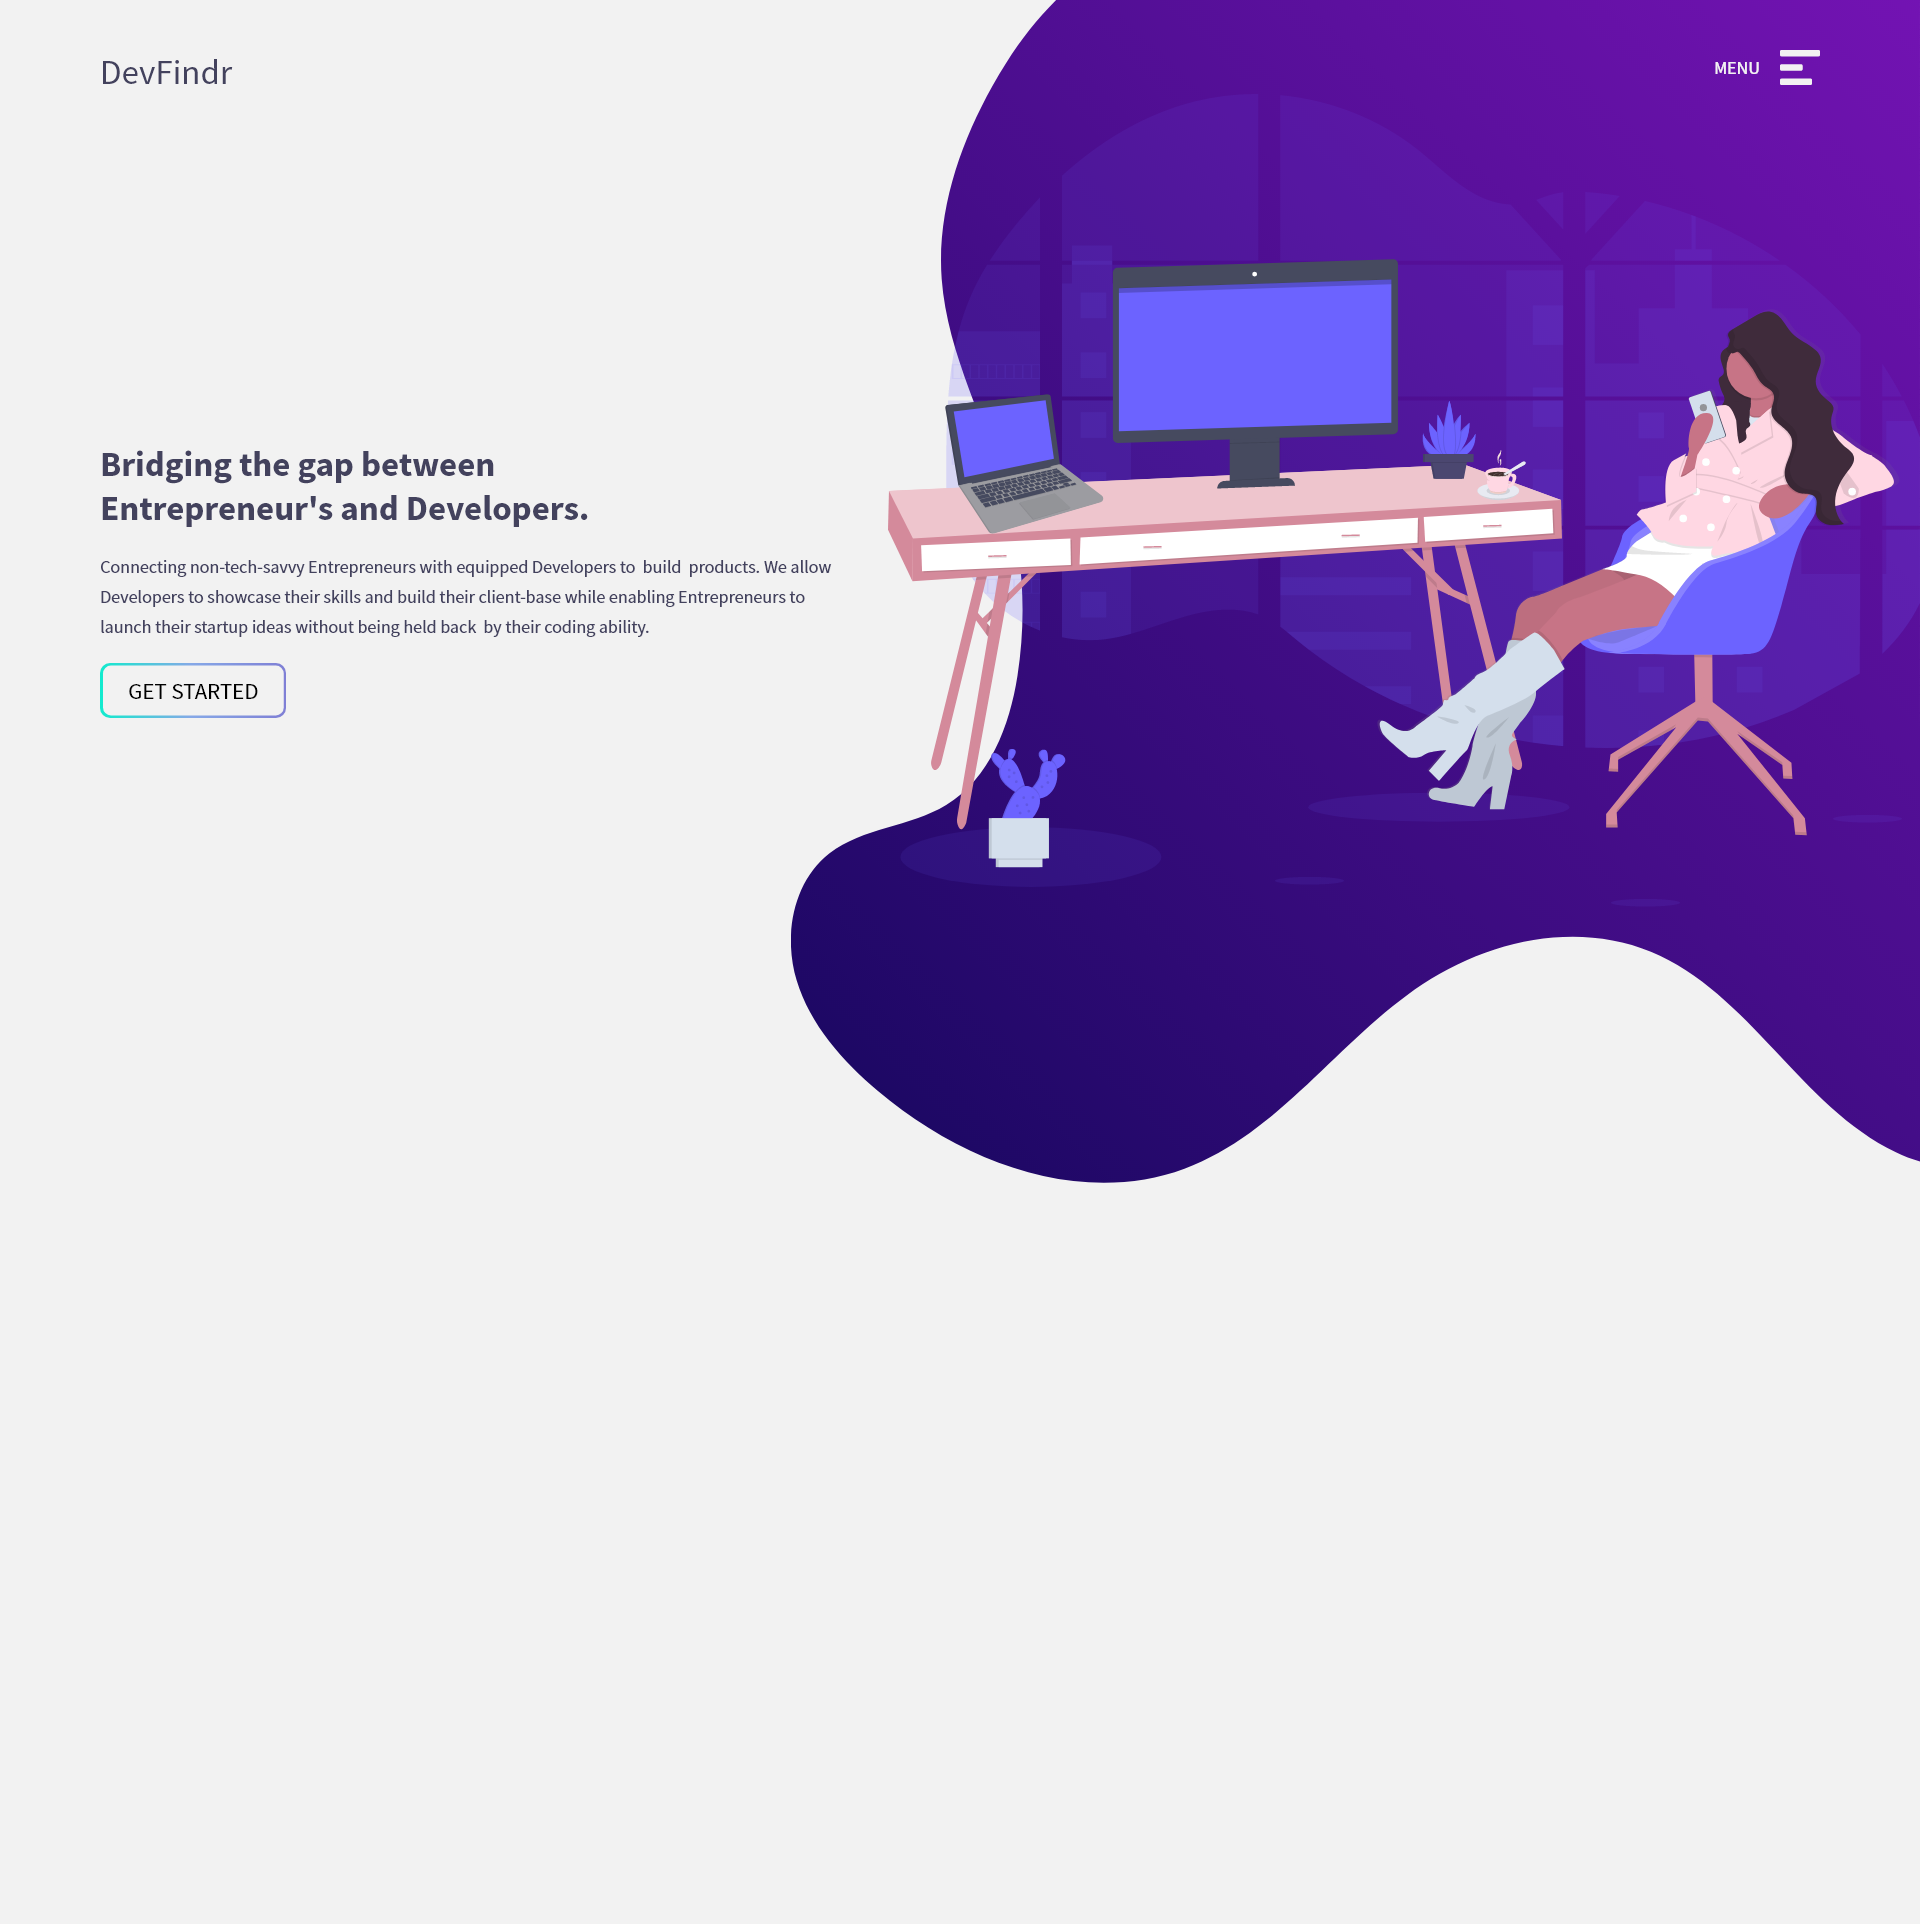 DevFindr
MENU
Bridging the gap between
Entrepreneur's and Developers.
Connecting non-tech-savvy Entrepreneurs with equipped Developers to  build  products. We allow
Developers to showcase their skills and build their client-base while enabling Entrepreneurs to
launch their startup ideas without being held back  by their coding ability.
GET STARTED